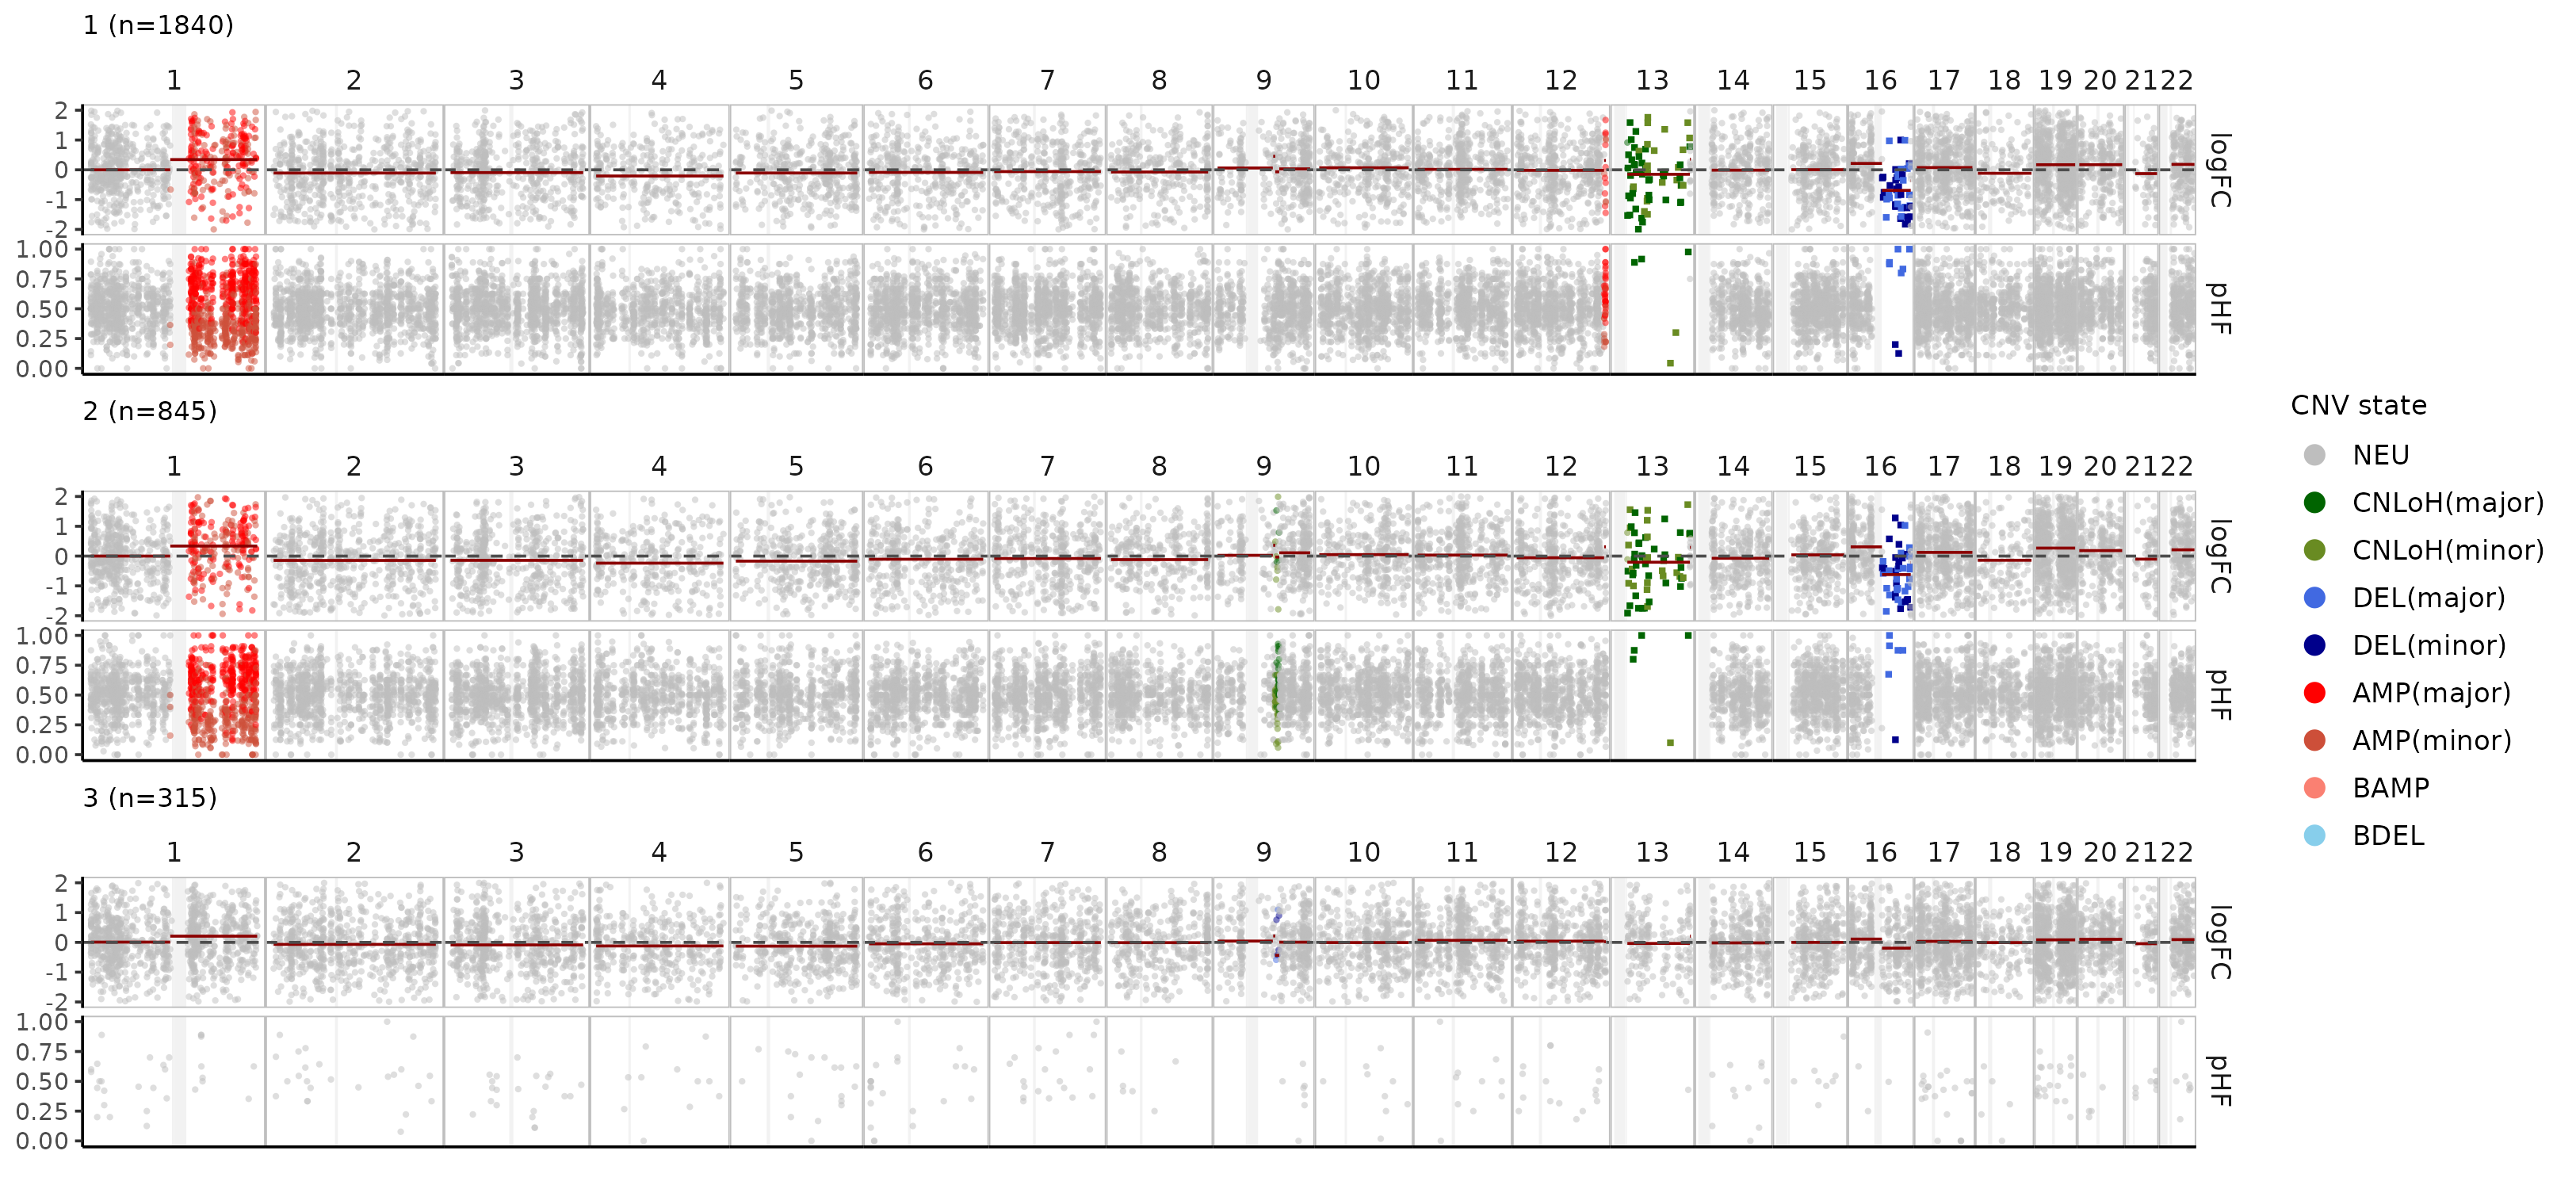 1 (n=1840)
1 2 3 4 5 6 7 8 9 10 11 12 13 14 15 16 17 18 19 20 21 22
2
1
0
-1
-2
logFC
1.00
0.75
0.50
0.25
0.00
pHF
2 (n=845)
1 2 3 4 5 6 7 8 9 10 11 12 13 14 15 16 17 18 19 20 21 22
2
1
0
-1
-2
logFC
1.00
0.75
0.50
0.25
0.00
pHF
3 (n=315)
1 2 3 4 5 6 7 8 9 10 11 12 13 14 15 16 17 18 19 20 21 22
2
1
0
-1
-2
logFC
1.00
0.75
0.50
0.25
0.00
pHF
CNV state
NEU
CNLoH(major)
CNLoH(minor)
DEL(major)
DEL(minor)
AMP(major)
AMP(minor)
BAMP
BDEL